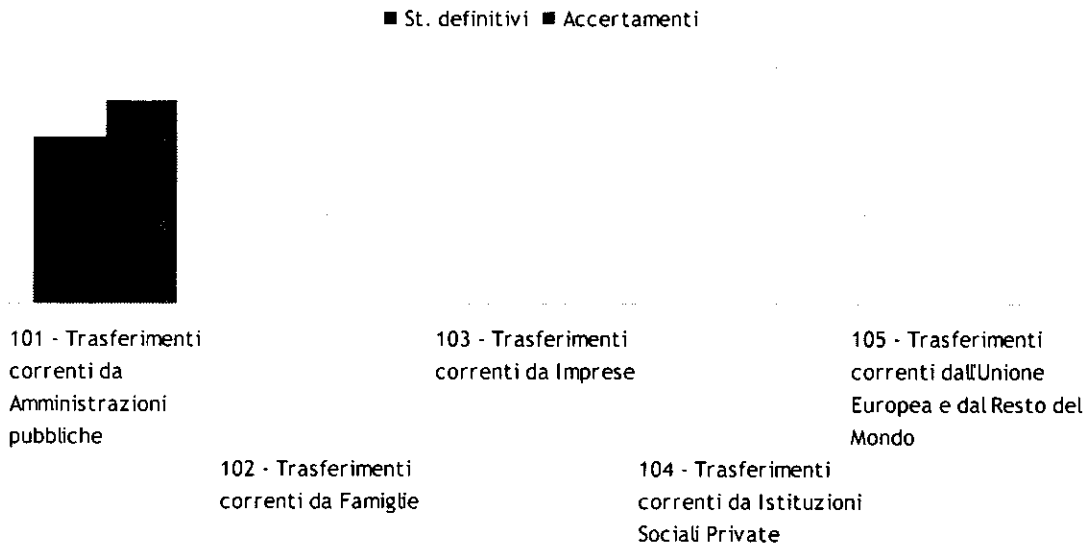 ■ St. definitivi ■ Accertamenti
101 - Trasferimenti
correnti da
Amministrazioni
pubbliche
102 - Trasferimenti
correnti da Famiglie
103 - Trasferimenti
correnti da Imprese
104 - Trasferimenti
correnti da Istituzioni
Sociali Private
105 - Trasferimenti
correnti dall'Unione
Europea e dal Resto del
Mondo